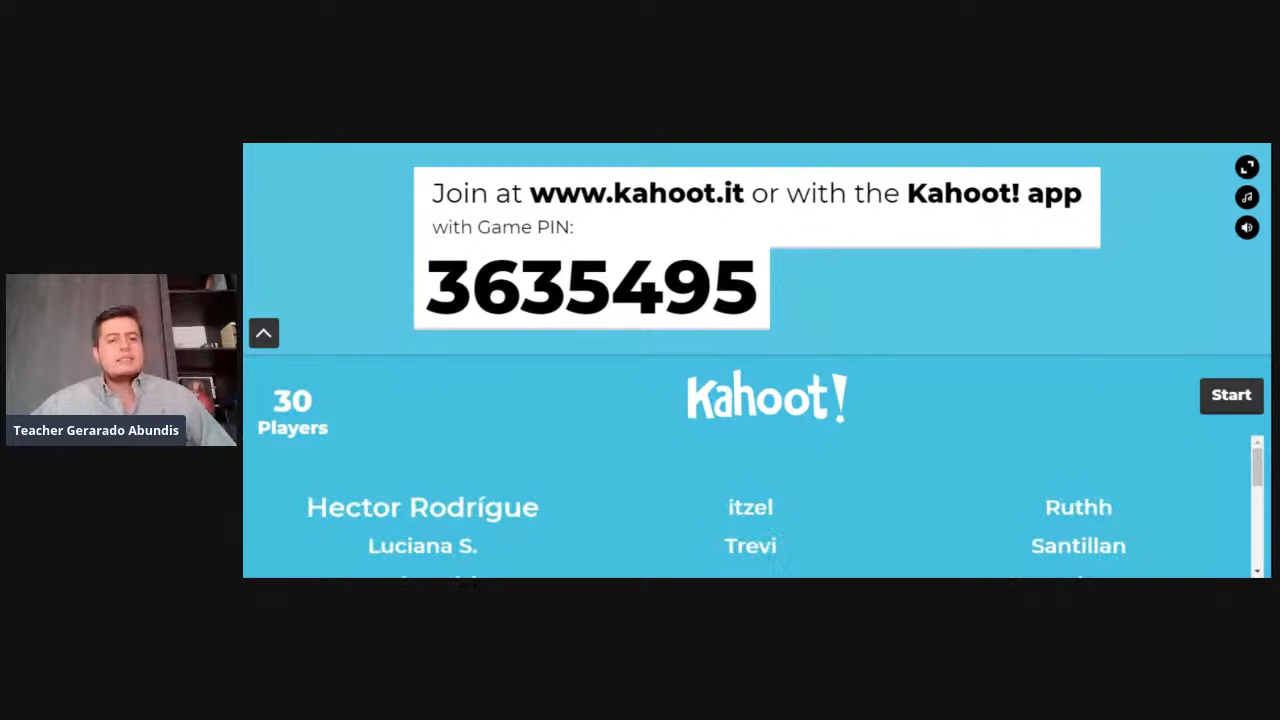 Join at www.kahoot.it or with the Kahoot! app
with Game PIN:
3635495
30
Players
Kahoot!
Start
Teacher Gerarado Abundis
Hector Rodrígue
itzel
Ruthh
Luciana S.
Trevi
Santillan